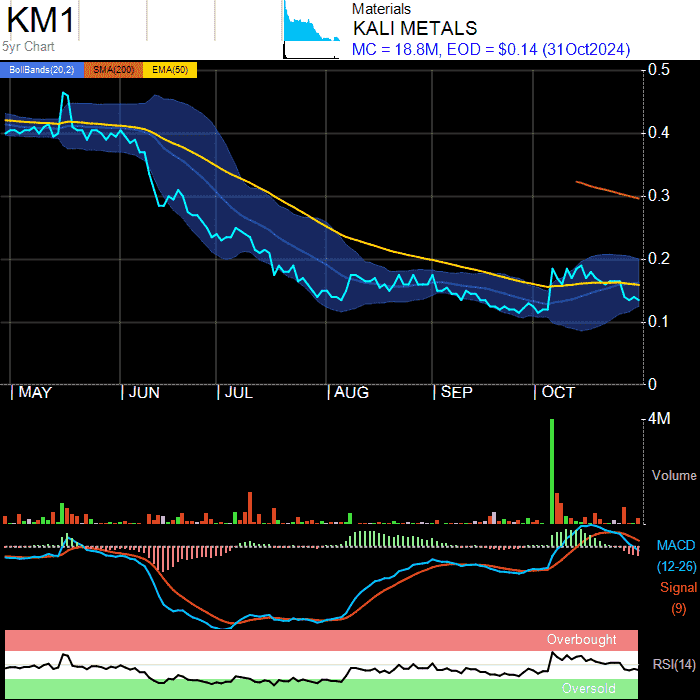 KM1
5yr Chart
Materials
KALI METALS
MC = 18.8M, EOD = $0.14 (31Oct2024)
BollBands(20,2) SMA(200) EMA(50)
0.5
0.4
0.3
0.2
0.1
0
MAY JUN JUL AUG SEP OCT
4M
Volume
MACD
(12-26)
Signal
(9)
Overbought
RSI(14)
Oversold